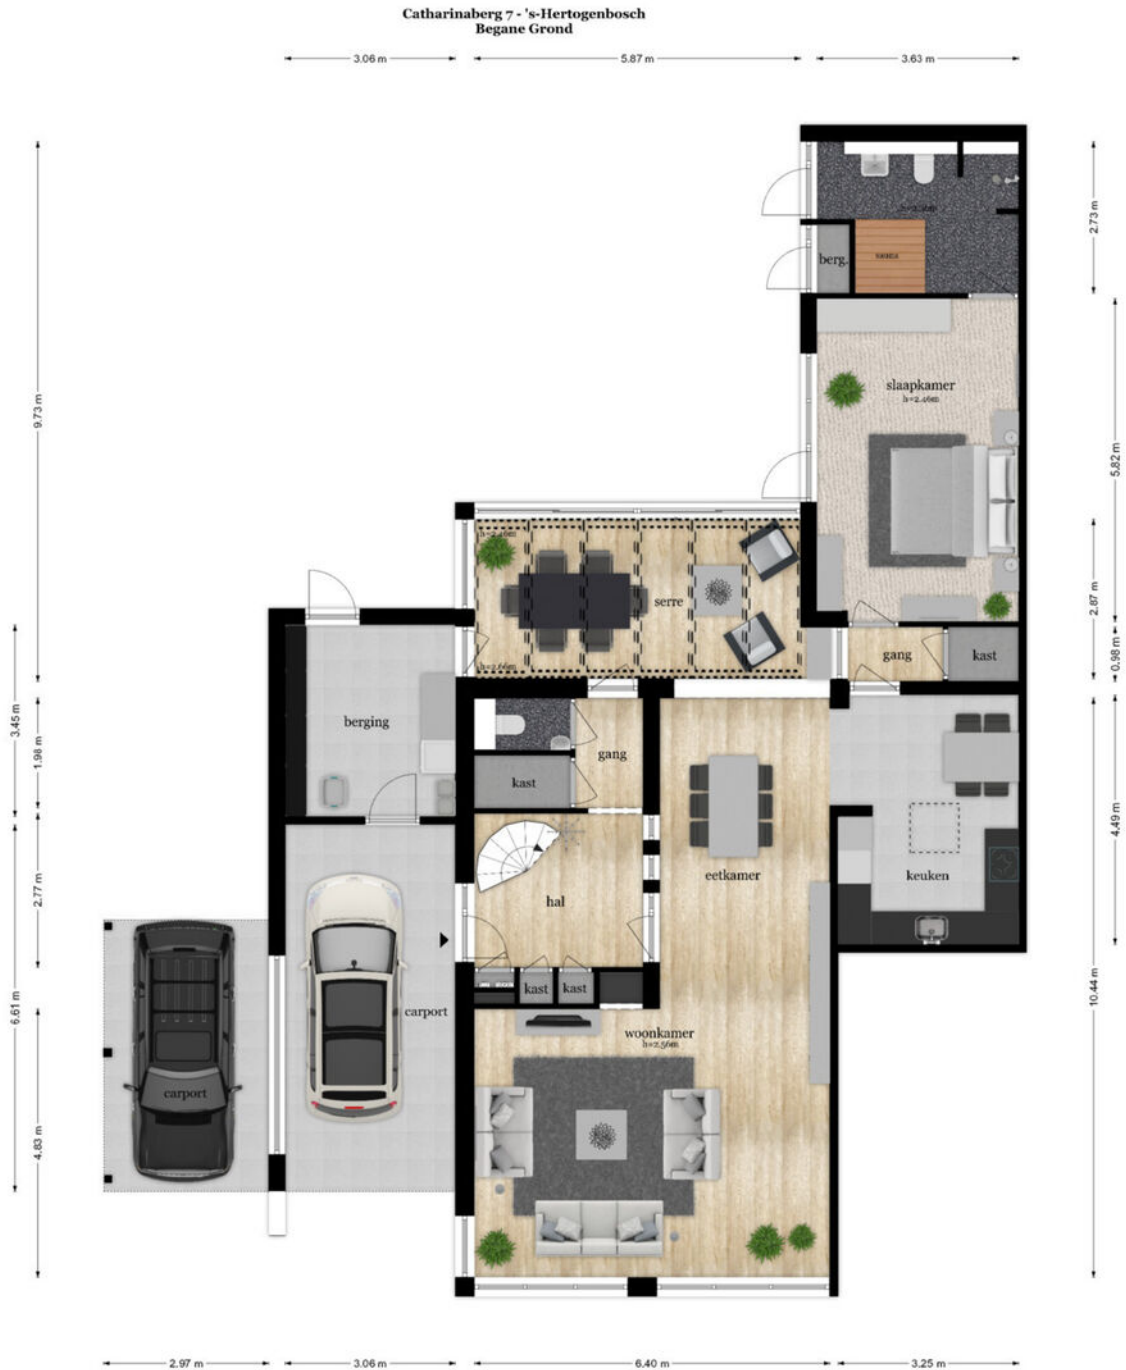 Catharinaberg 7 - 's-Hertogenbosch
Begane Grond
3.06 m
5.87 m
3.63 m
9.73 m
2.73 m
berg.
slaapkamer
h=2.46m
5.82 m
serre
h=2.66m
2.87 m
gang
kast
0.98 m
berging
3.45 m
1.98 m
gang
kast
4.49 m
eetkamer
keuken
2.77 m
hal
kast
kast
carport
woonkamer
h=2.56m
10.44 m
6.61 m
carport
4.83 m
2.97 m
3.06 m
6.40 m
3.25 m